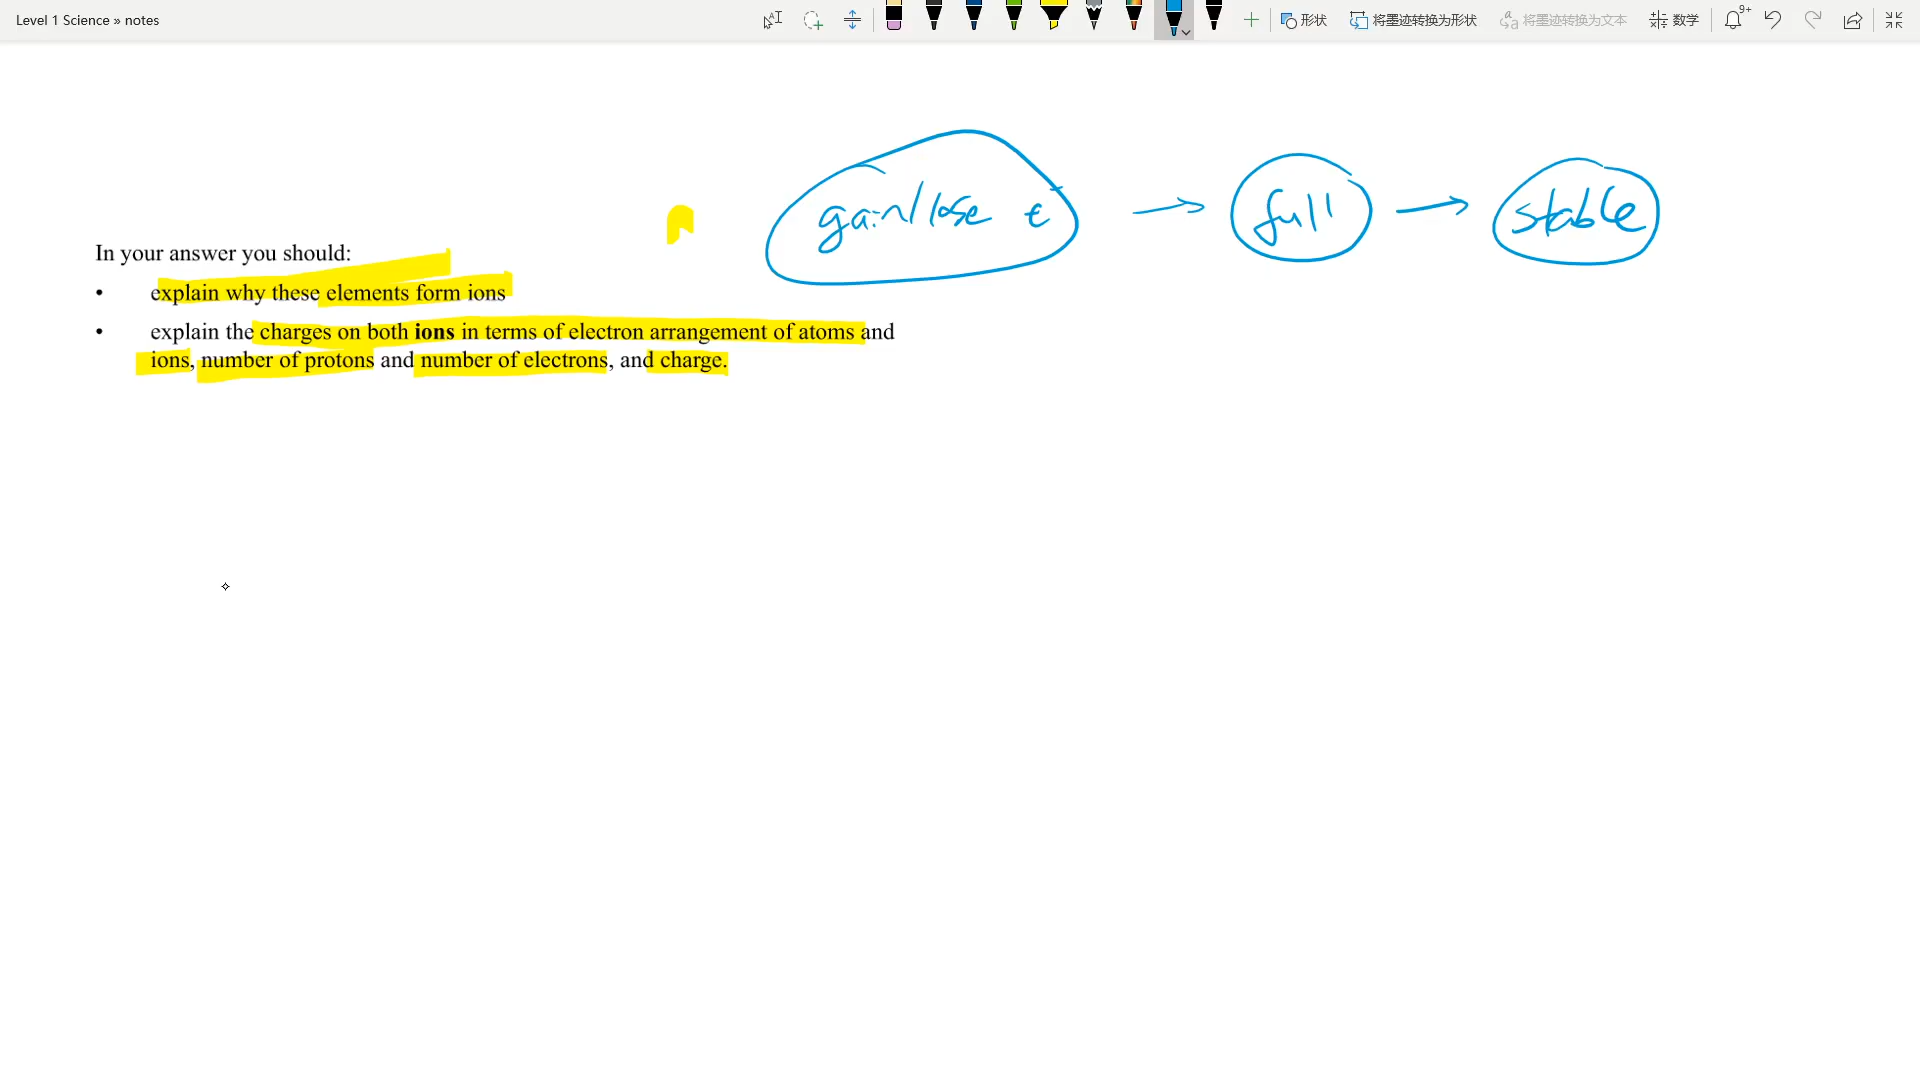 Level 1 Science » notes
形状
将墨迹转换为形状
将墨迹转换为文本
数学
9+
gain/lose e⁻ → full → stable
In your answer you should:
• explain why these elements form ions
• explain the charges on both ions in terms of electron arrangement of atoms and
ions, number of protons and number of electrons, and charge.